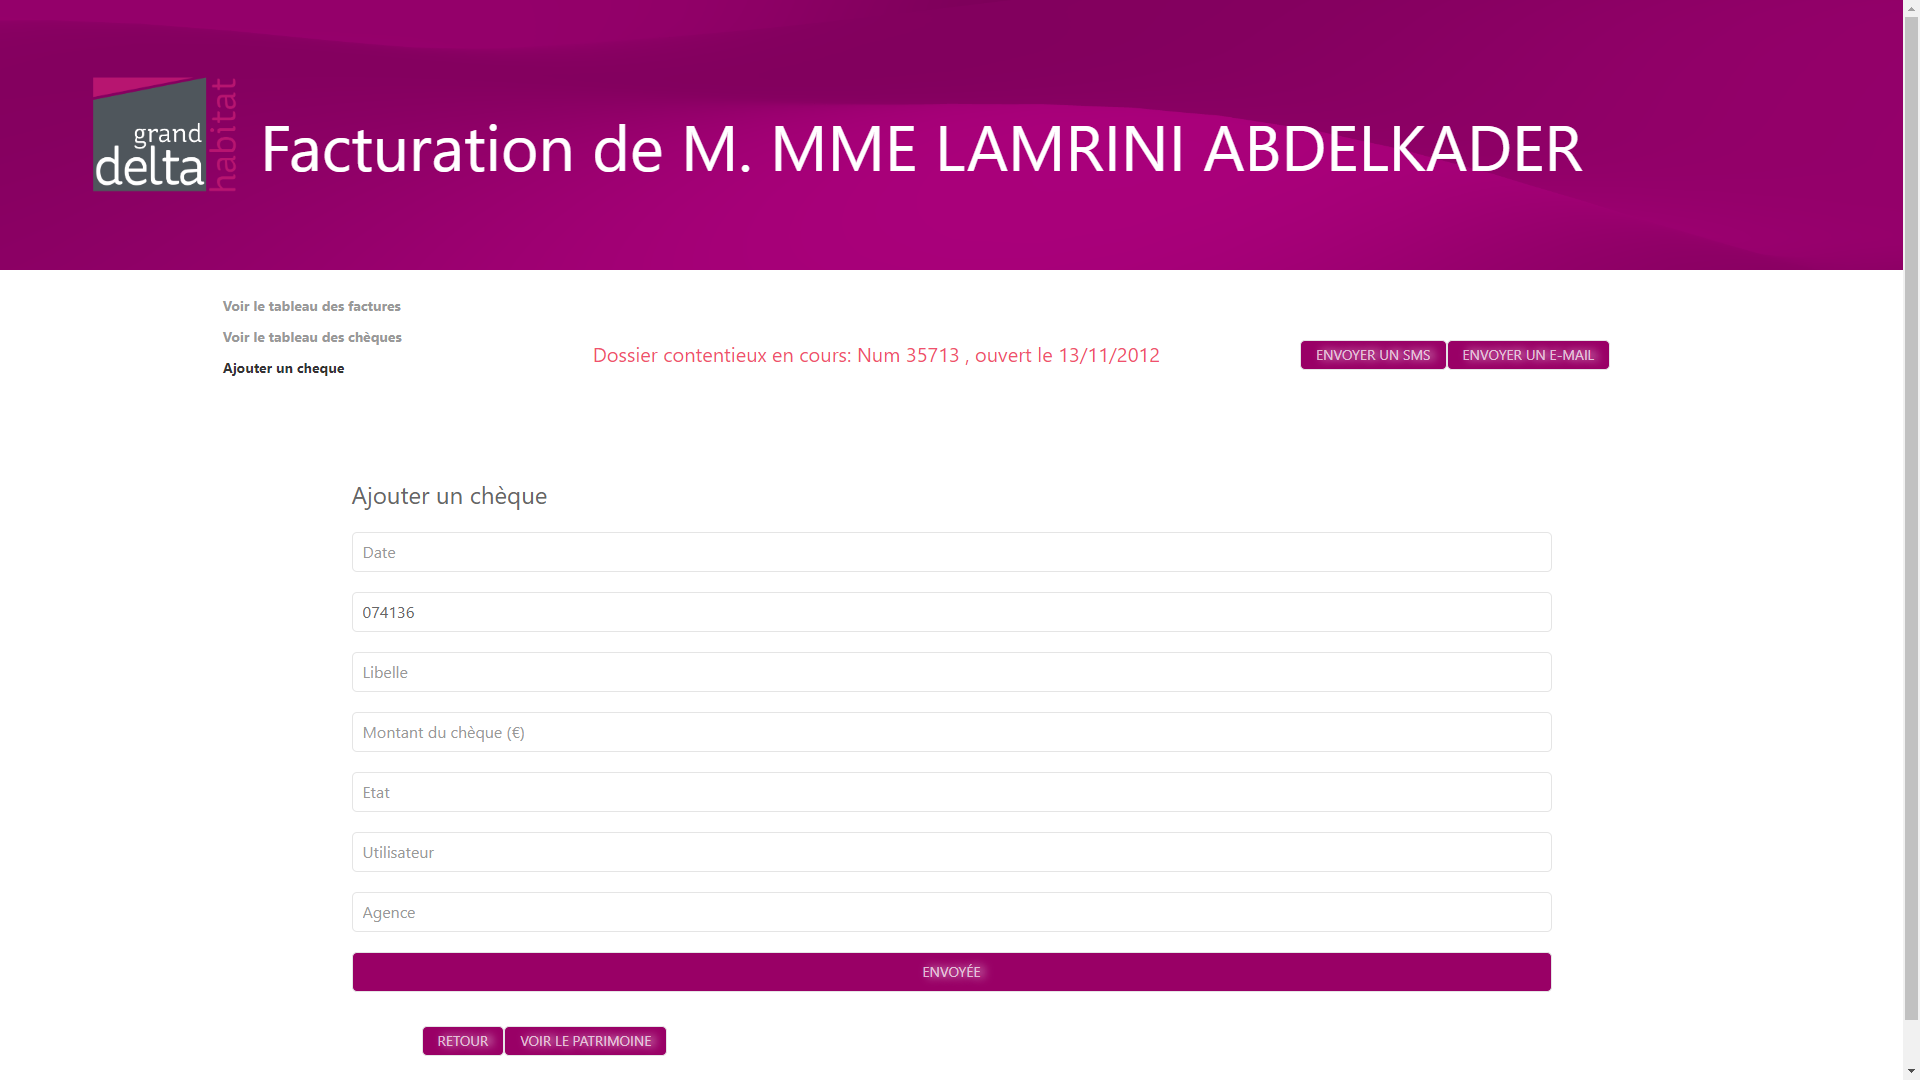 grand
delta
habitat
Facturation de M. MME LAMRINI ABDELKADER
Voir le tableau des factures
Voir le tableau des chèques
Ajouter un cheque
Dossier contentieux en cours: Num 35713 , ouvert le 13/11/2012
ENVOYER UN SMS
ENVOYER UN E-MAIL
Ajouter un chèque
Date
074136
Libelle
Montant du chèque (€)
Etat
Utilisateur
Agence
ENVOYÉE
RETOUR
VOIR LE PATRIMOINE